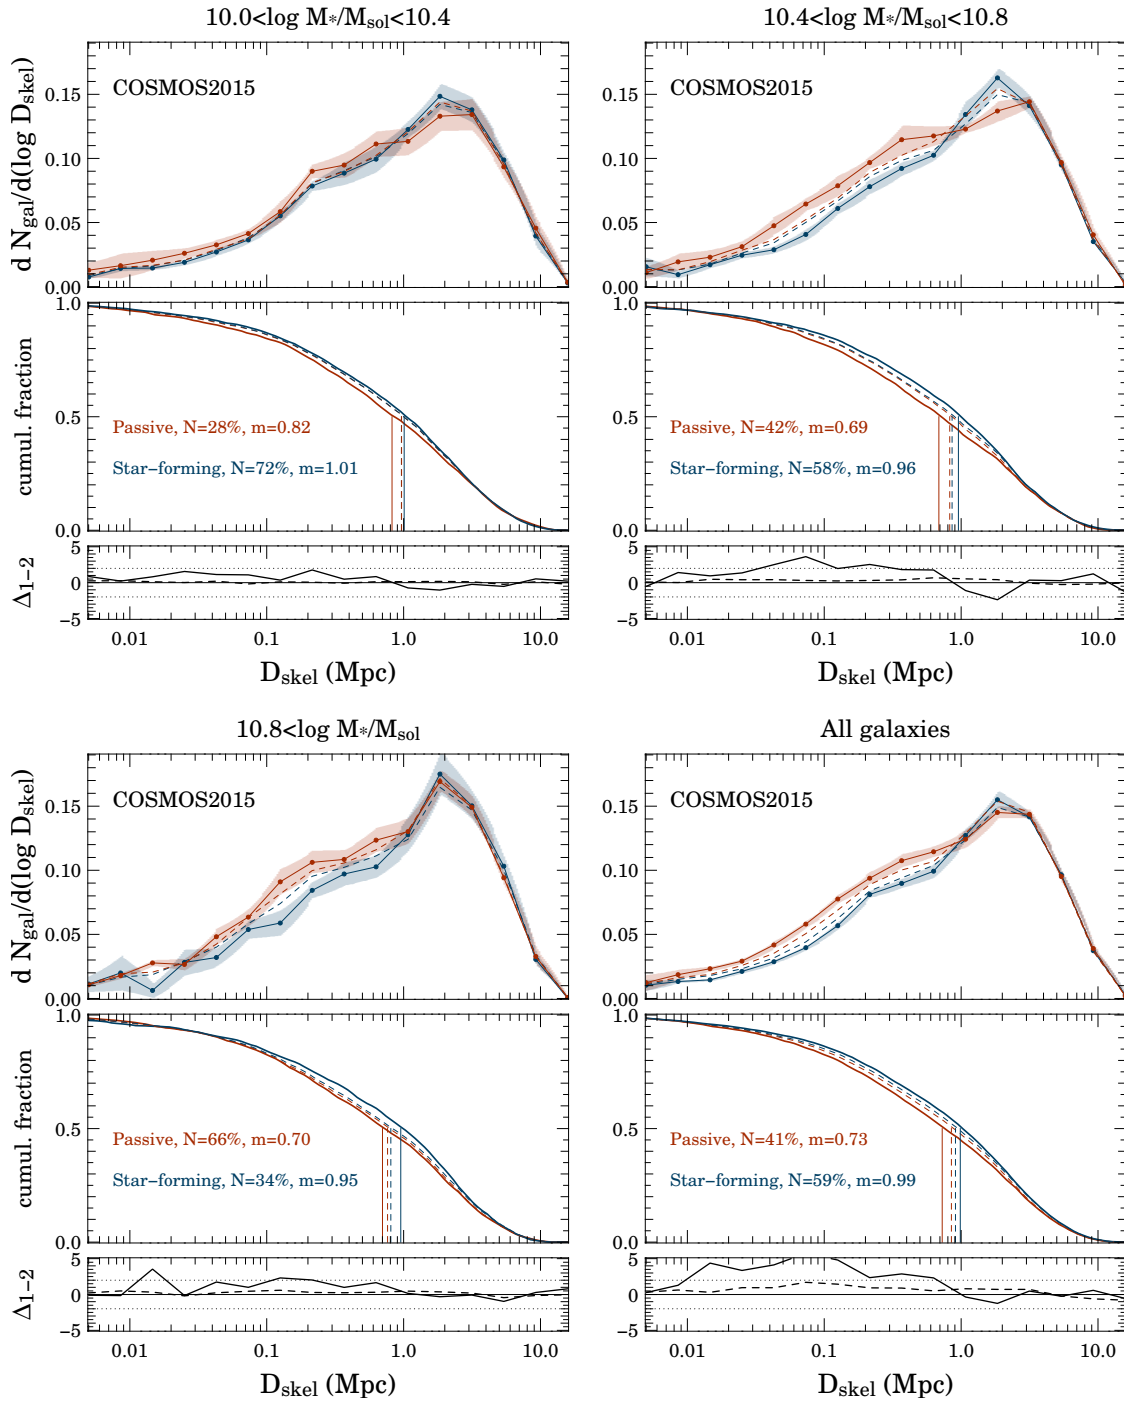 10.0<log M*/Msol<10.4
d Ngal/d(log Dskel)
0.15
0.10
0.05
0.00
COSMOS2015
cumul. fraction
1.0
0.5
0.0
Passive, N=28%, m=0.82
Star−forming, N=72%, m=1.01
Δ1−2
5
0
−5
0.01 0.1 1.0 10.0
Dskel (Mpc)
10.4<log M*/Msol<10.8
0.15
0.10
0.05
0.00
COSMOS2015
1.0
0.5
0.0
Passive, N=42%, m=0.69
Star−forming, N=58%, m=0.96
5
0
−5
0.01 0.1 1.0 10.0
Dskel (Mpc)
10.8<log M*/Msol
d Ngal/d(log Dskel)
0.15
0.10
0.05
0.00
COSMOS2015
cumul. fraction
1.0
0.5
0.0
Passive, N=66%, m=0.70
Star−forming, N=34%, m=0.95
Δ1−2
5
0
−5
0.01 0.1 1.0 10.0
Dskel (Mpc)
All galaxies
0.15
0.10
0.05
0.00
COSMOS2015
1.0
0.5
0.0
Passive, N=41%, m=0.73
Star−forming, N=59%, m=0.99
5
0
−5
0.01 0.1 1.0 10.0
Dskel (Mpc)